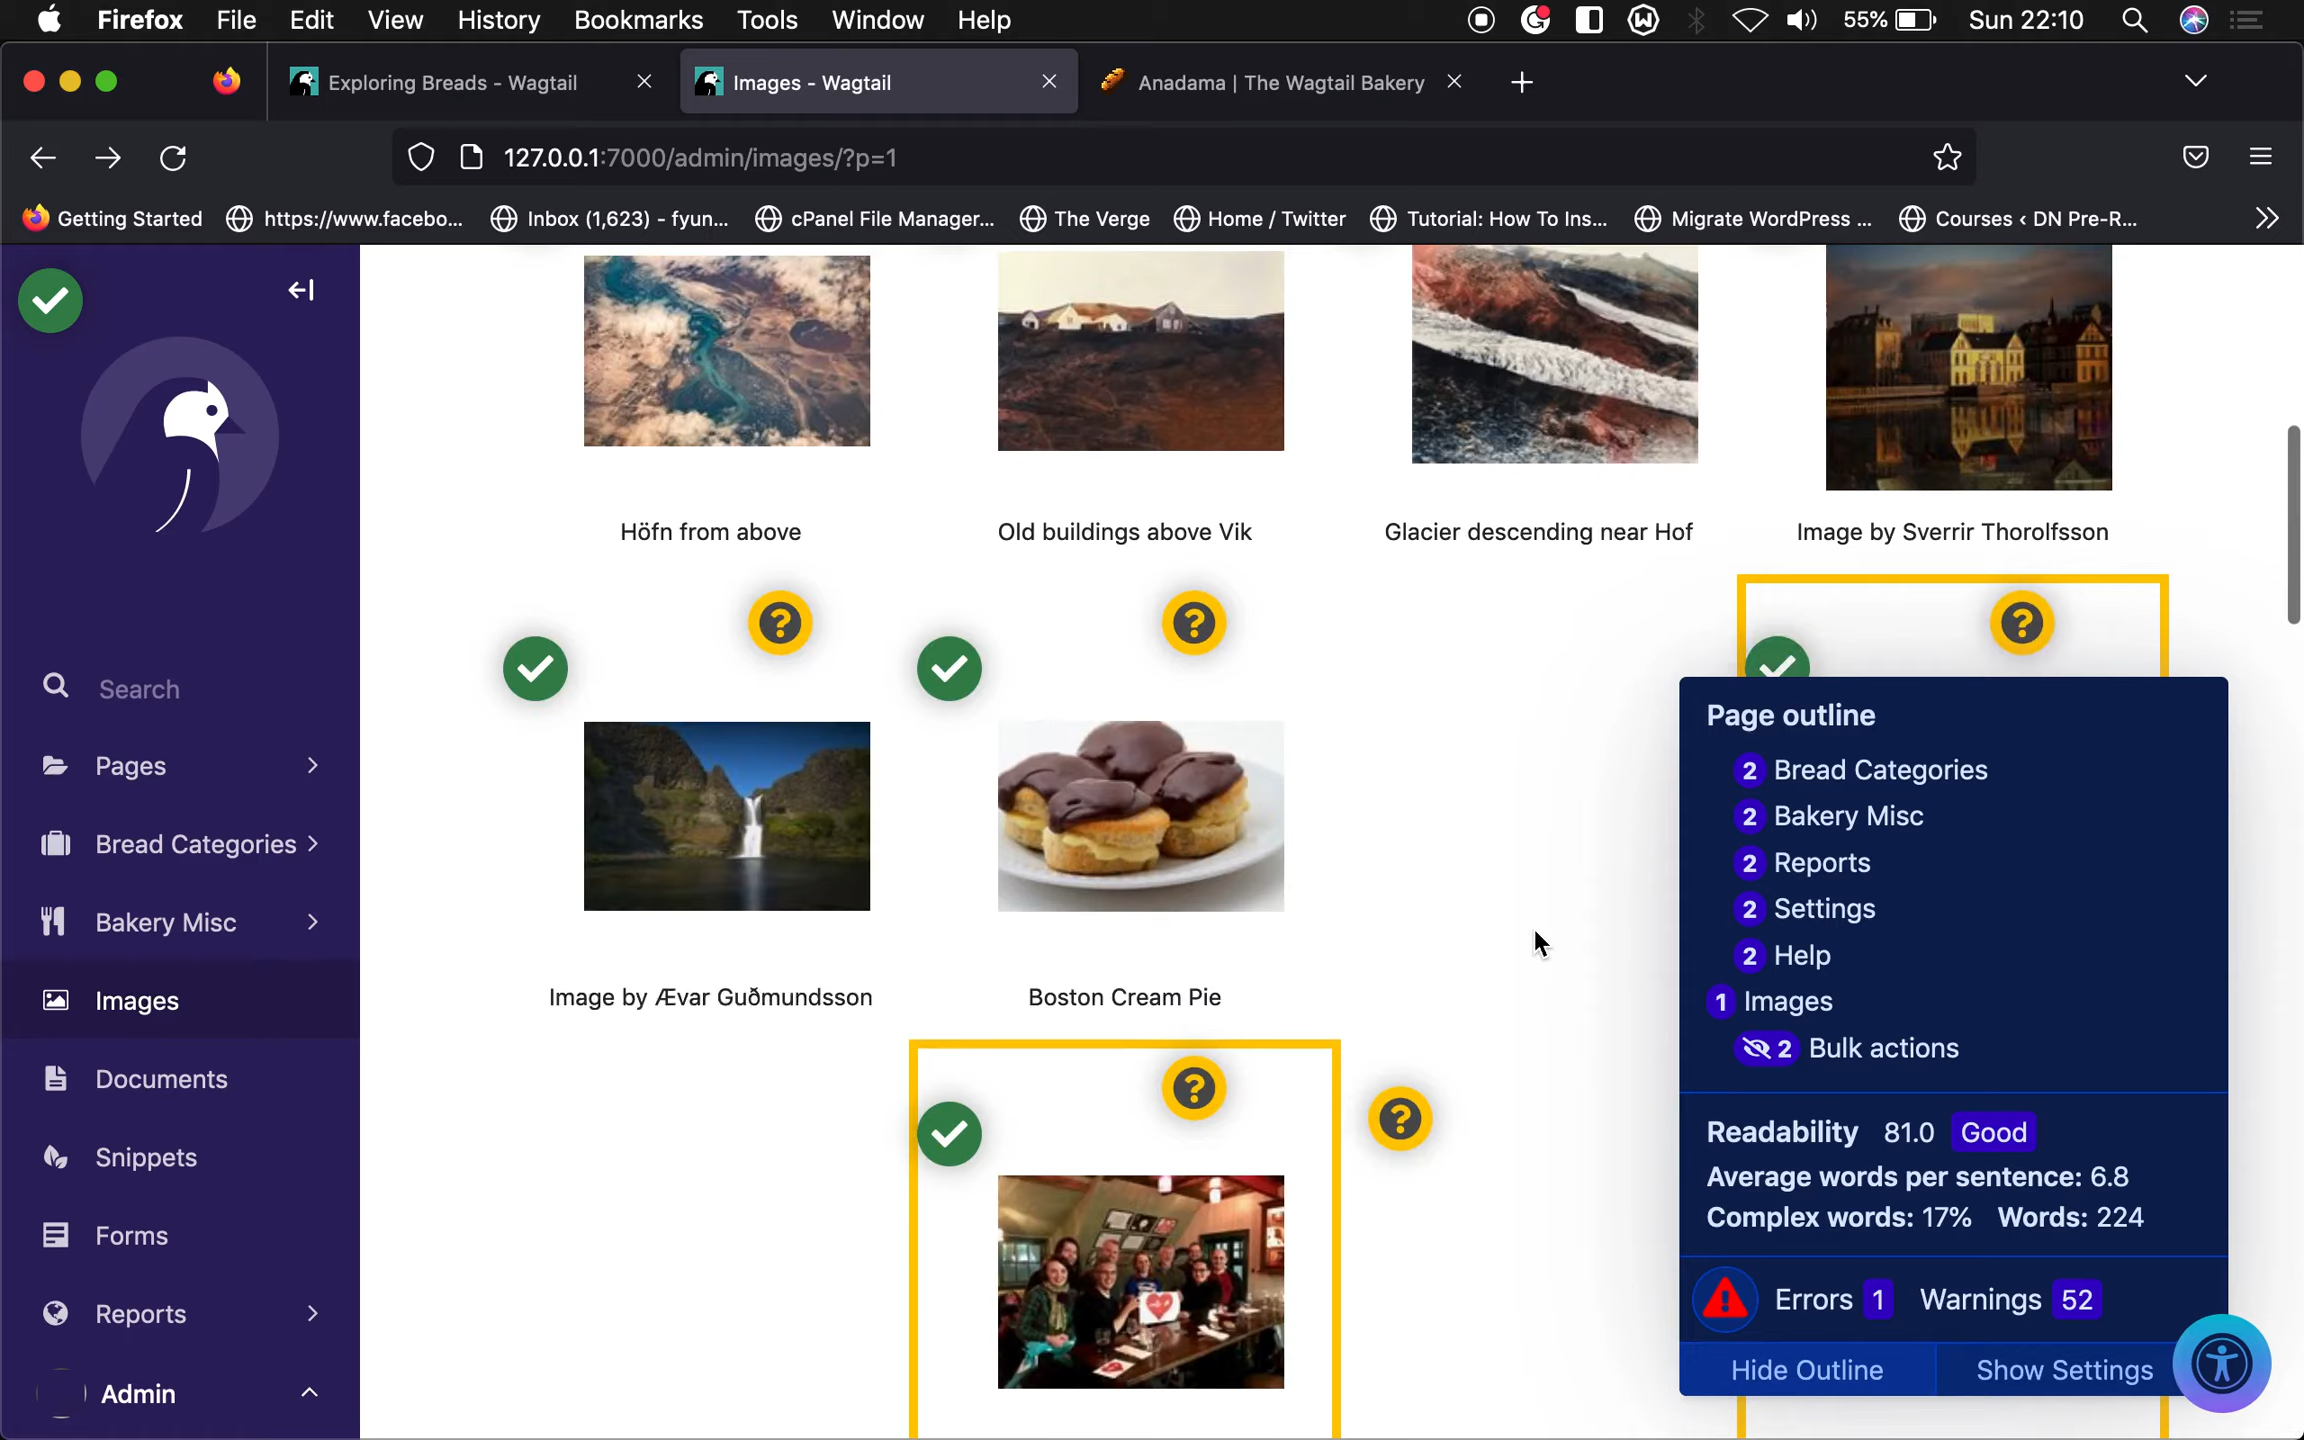 Firefox File Edit View History Bookmarks Tools Window Help 55% Sun 22:10
Exploring Breads - Wagtail Images - Wagtail Anadama | The Wagtail Bakery
127.0.0.1:7000/admin/images/?p=1
Getting Started https://www.facebo... Inbox (1,623) - fyun... cPanel File Manager... The Verge Home / Twitter Tutorial: How To Ins... Migrate WordPress ... Courses ‹ DN Pre-R...
Search
Pages
Bread Categories
Bakery Misc
Images
Documents
Snippets
Forms
Reports
Admin
Höfn from above
Old buildings above Vik
Glacier descending near Hof
Image by Sverrir Thorolfsson
Image by Ævar Guðmundsson
Boston Cream Pie
Page outline
2 Bread Categories
2 Bakery Misc
2 Reports
2 Settings
2 Help
1 Images
2 Bulk actions
Readability 81.0 Good
Average words per sentence: 6.8
Complex words: 17% Words: 224
Errors 1 Warnings 52
Hide Outline Show Settings